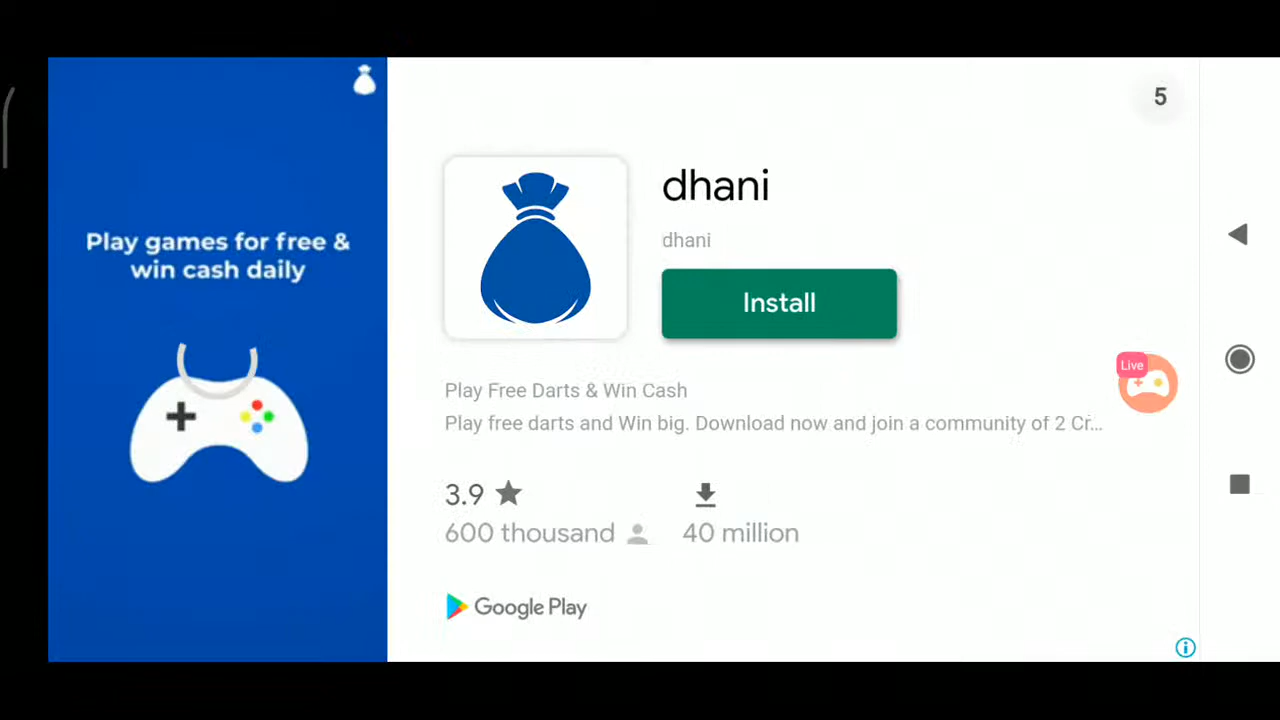 Play games for free &
win cash daily
5
dhani
dhani
Install
Live
Play Free Darts & Win Cash
Play free darts and Win big. Download now and join a community of 2 Cr...
3.9
600 thousand
40 million
Google Play